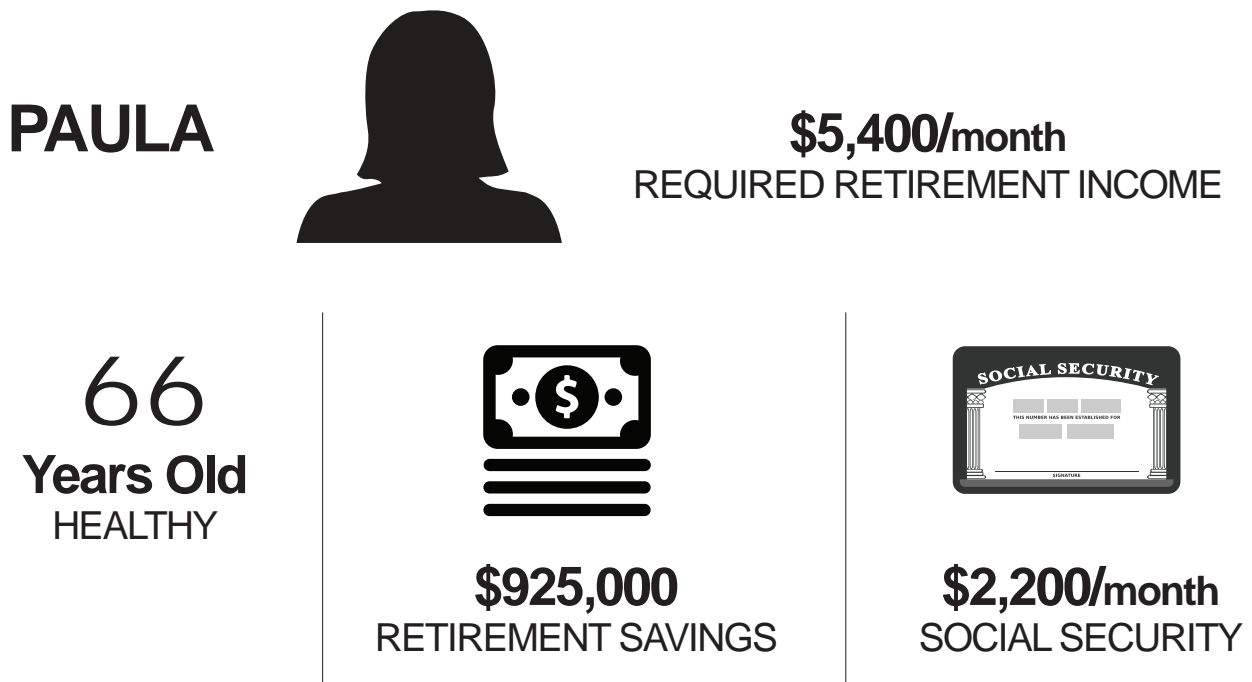 PAULA
$5,400/month
REQUIRED RETIREMENT INCOME
66
Years Old
HEALTHY
$
$925,000
RETIREMENT SAVINGS
SOCIAL SECURITY
THIS NUMBER HAS BEEN ESTABLISHED FOR
SIGNATURE
$2,200/month
SOCIAL SECURITY